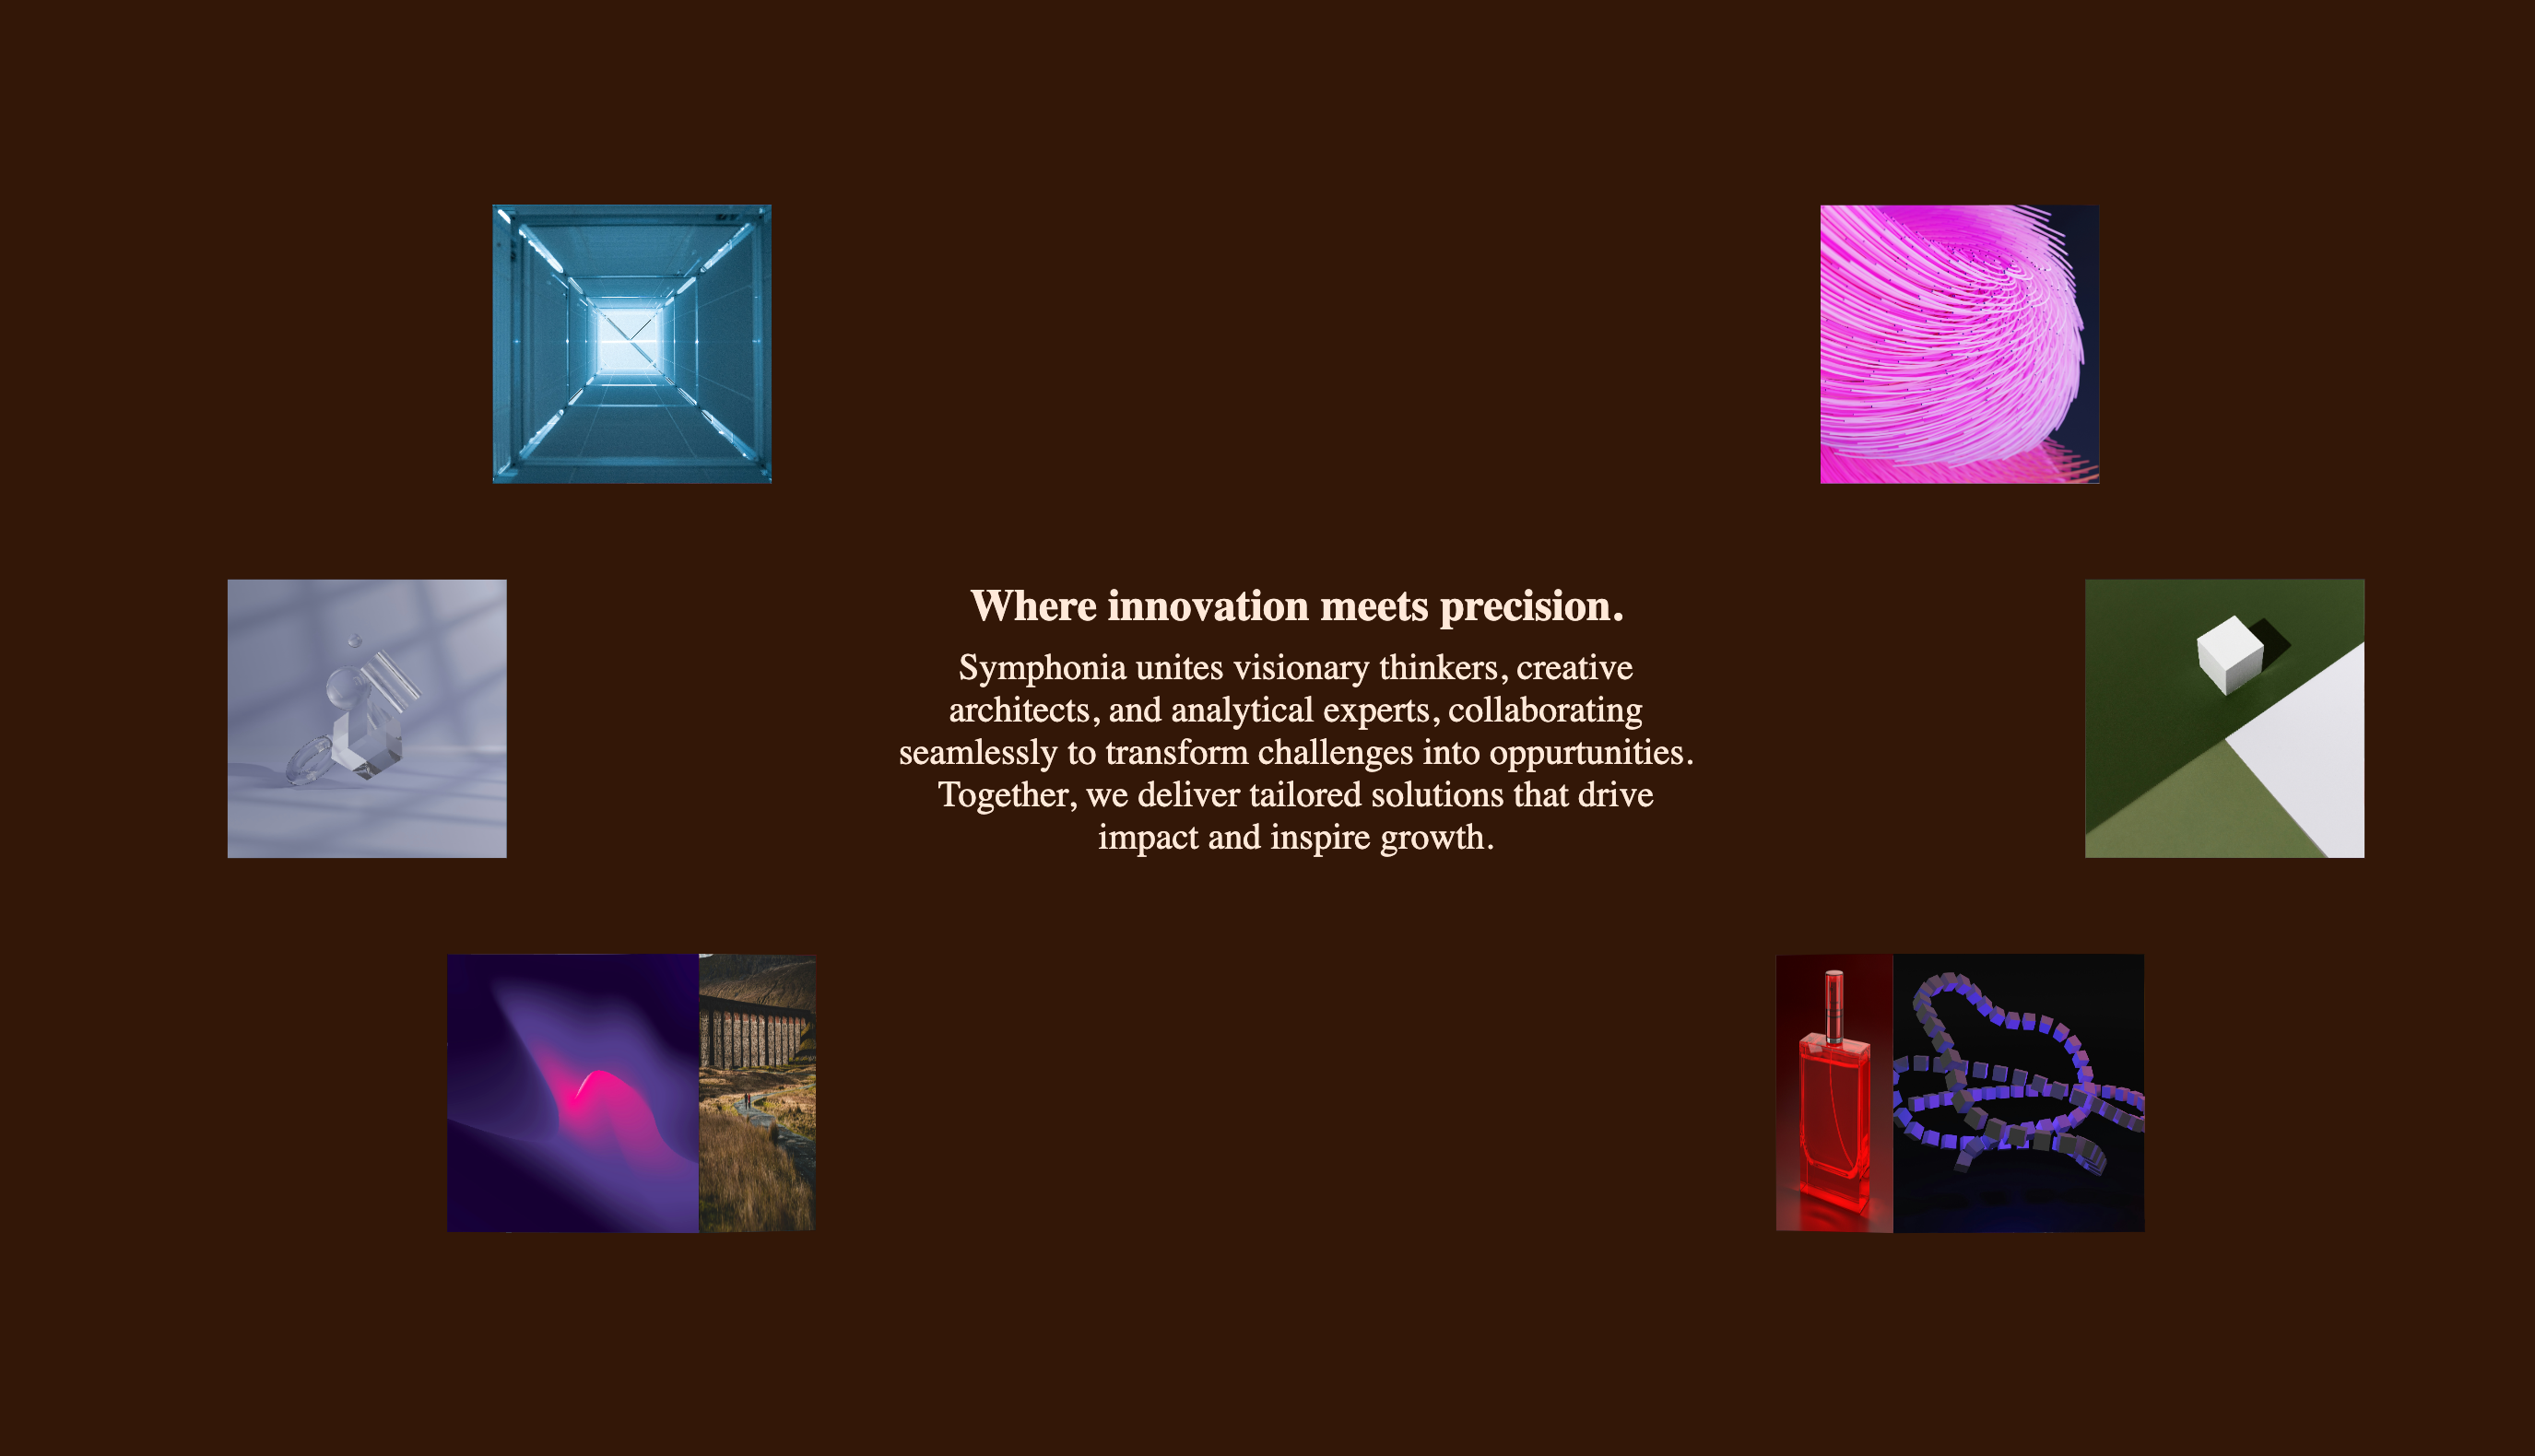 Where innovation meets precision.
Symphonia unites visionary thinkers, creative
architects, and analytical experts, collaborating
seamlessly to transform challenges into oppurtunities.
Together, we deliver tailored solutions that drive
impact and inspire growth.